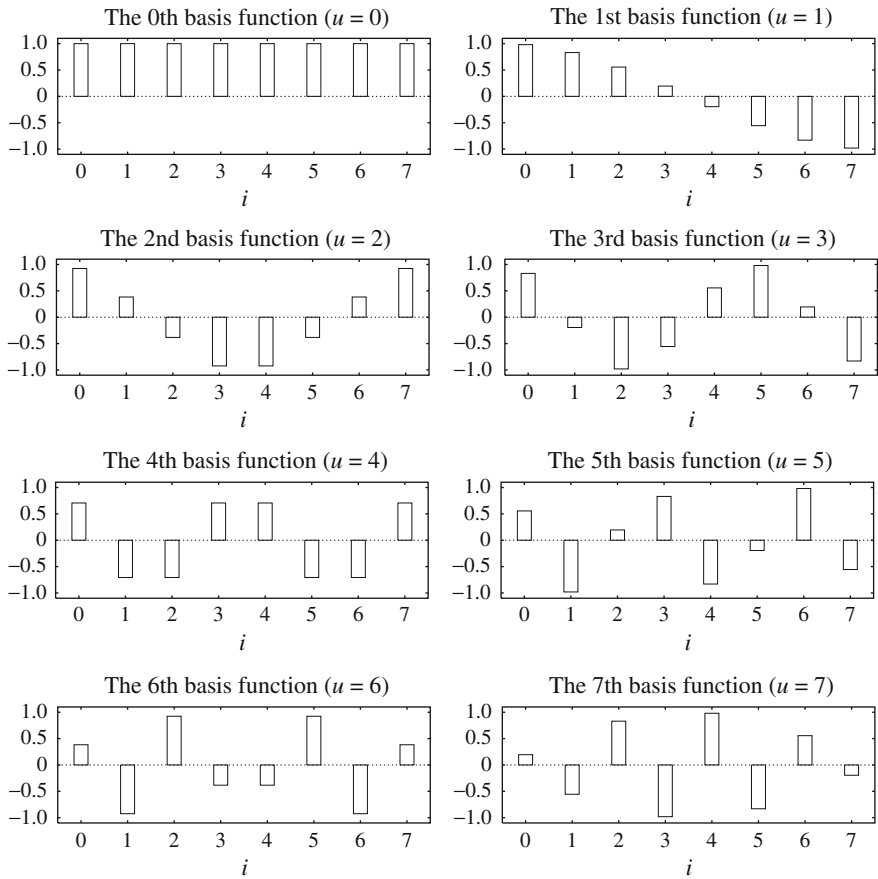 The 0th basis function (u = 0)
1.0
0.5
0
−0.5
−1.0
0 1 2 3 4 5 6 7
i
The 1st basis function (u = 1)
1.0
0.5
0
−0.5
−1.0
0 1 2 3 4 5 6 7
i
The 2nd basis function (u = 2)
1.0
0.5
0
−0.5
−1.0
0 1 2 3 4 5 6 7
i
The 3rd basis function (u = 3)
1.0
0.5
0
−0.5
−1.0
0 1 2 3 4 5 6 7
i
The 4th basis function (u = 4)
1.0
0.5
0
−0.5
−1.0
0 1 2 3 4 5 6 7
i
The 5th basis function (u = 5)
1.0
0.5
0
−0.5
−1.0
0 1 2 3 4 5 6 7
i
The 6th basis function (u = 6)
1.0
0.5
0
−0.5
−1.0
0 1 2 3 4 5 6 7
i
The 7th basis function (u = 7)
1.0
0.5
0
−0.5
−1.0
0 1 2 3 4 5 6 7
i